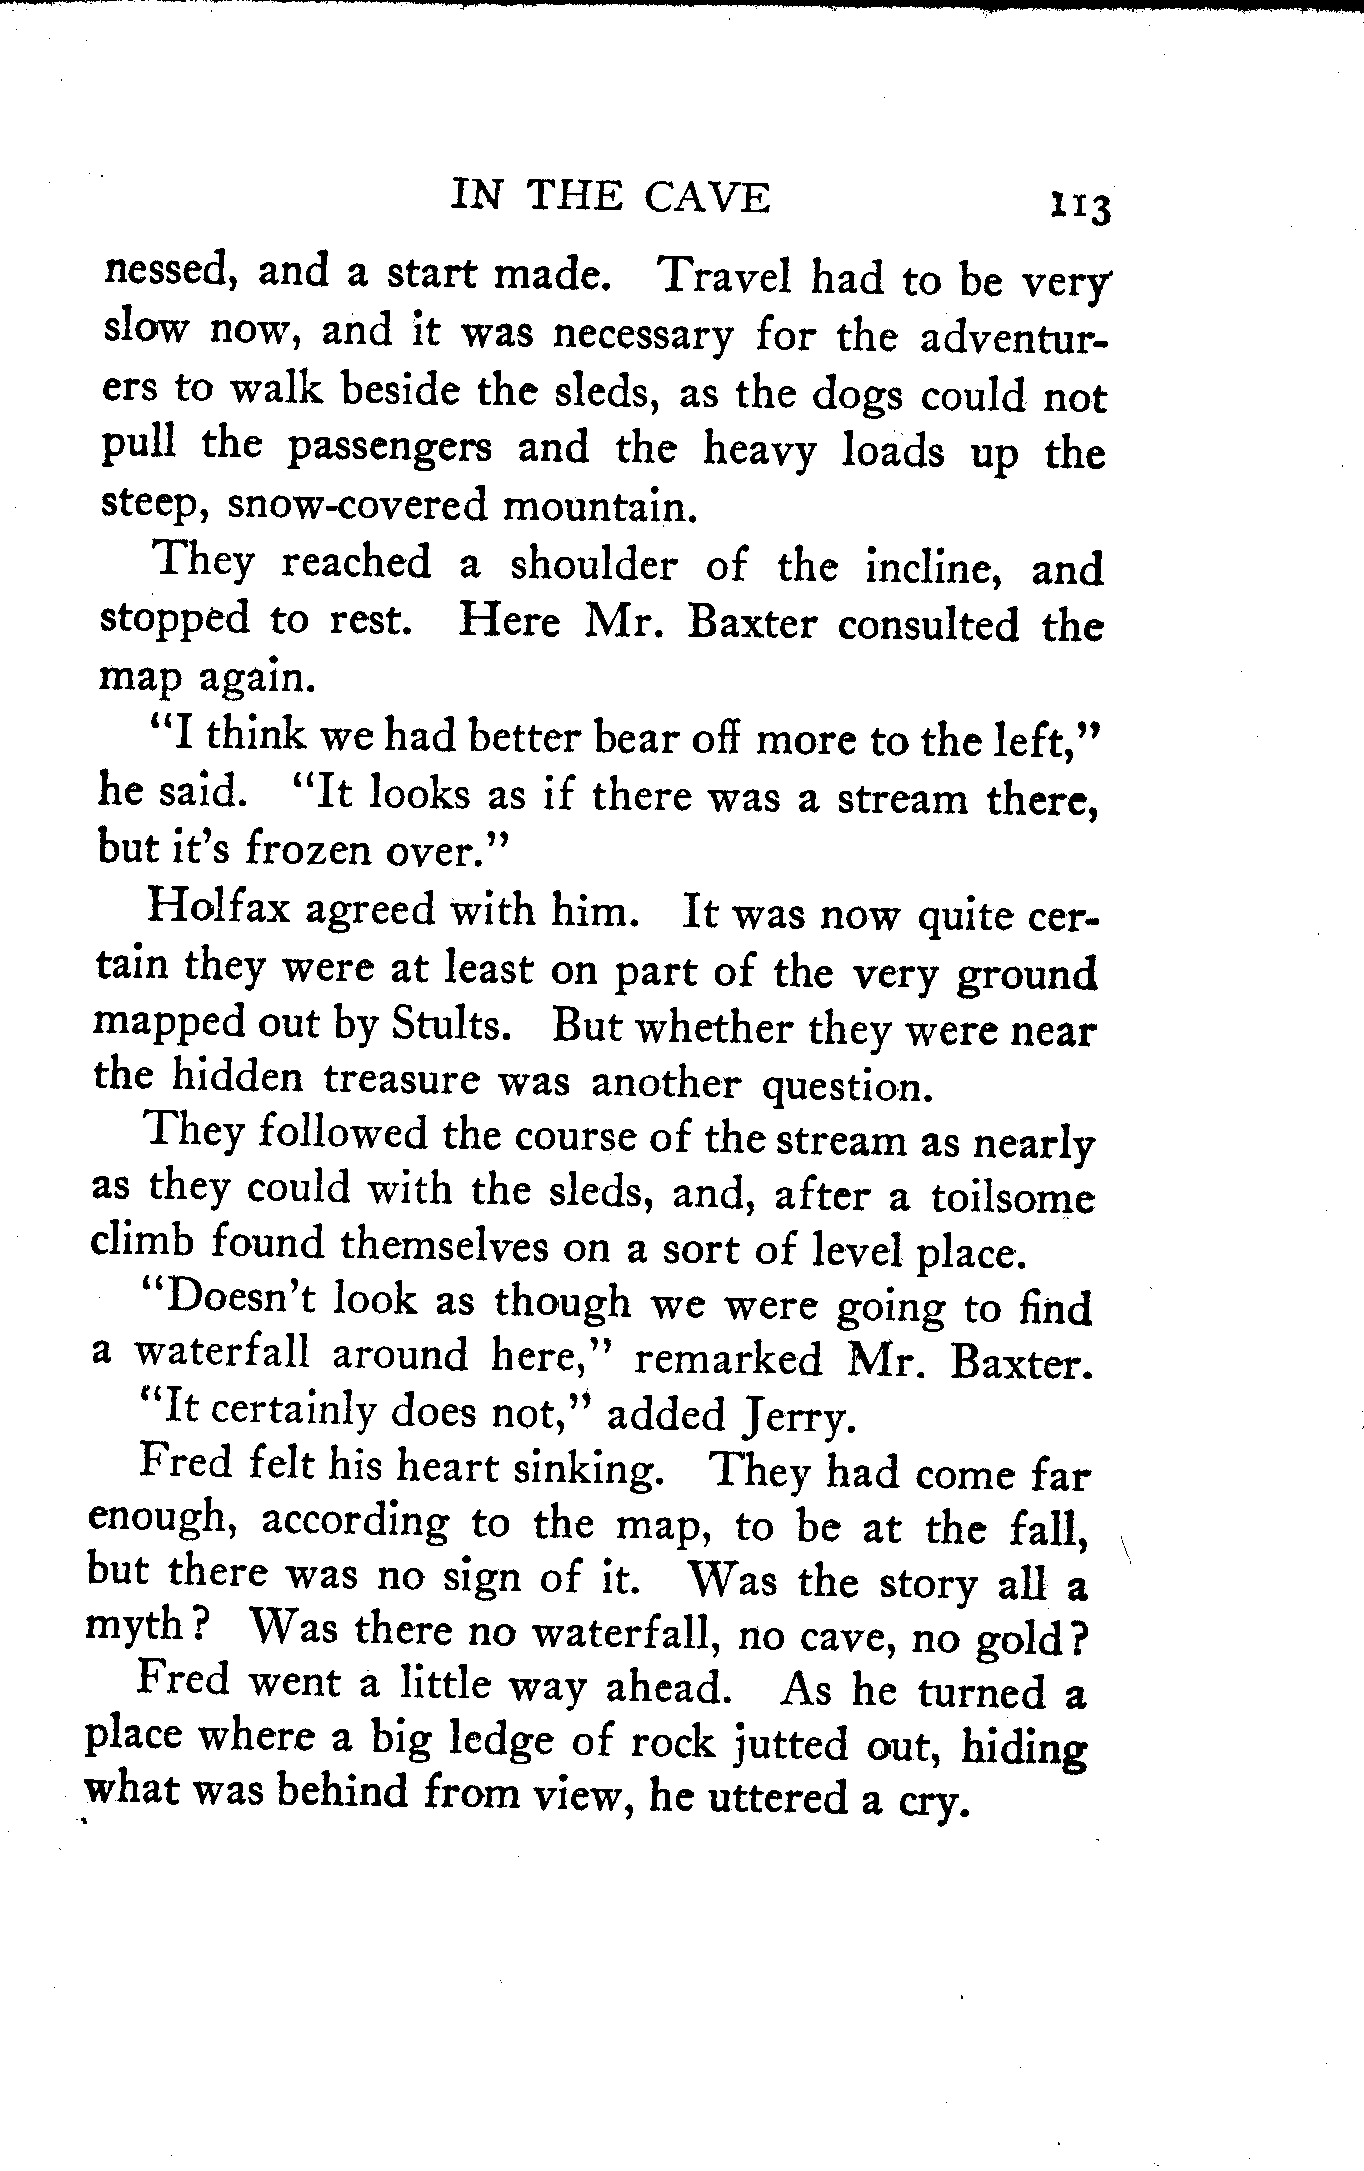 IN THE CAVE 113
nessed, and a start made. Travel had to be very
slow now, and it was necessary for the adventur-
ers to walk beside the sleds, as the dogs could not
pull the passengers and the heavy loads up the
steep, snow-covered mountain.
They reached a shoulder of the incline, and
stopped to rest. Here Mr. Baxter consulted the
map again.
“I think we had better bear off more to the left,”
he said. “It looks as if there was a stream there,
but it’s frozen over.”
Holfax agreed with him. It was now quite cer-
tain they were at least on part of the very ground
mapped out by Stults. But whether they were near
the hidden treasure was another question.
They followed the course of the stream as nearly
as they could with the sleds, and, after a toilsome
climb found themselves on a sort of level place.
“Doesn’t look as though we were going to find
a waterfall around here,” remarked Mr. Baxter.
“It certainly does not,” added Jerry.
Fred felt his heart sinking. They had come far
enough, according to the map, to be at the fall,
but there was no sign of it. Was the story all a
myth? Was there no waterfall, no cave, no gold?
Fred went a little way ahead. As he turned a
place where a big ledge of rock jutted out, hiding
what was behind from view, he uttered a cry.